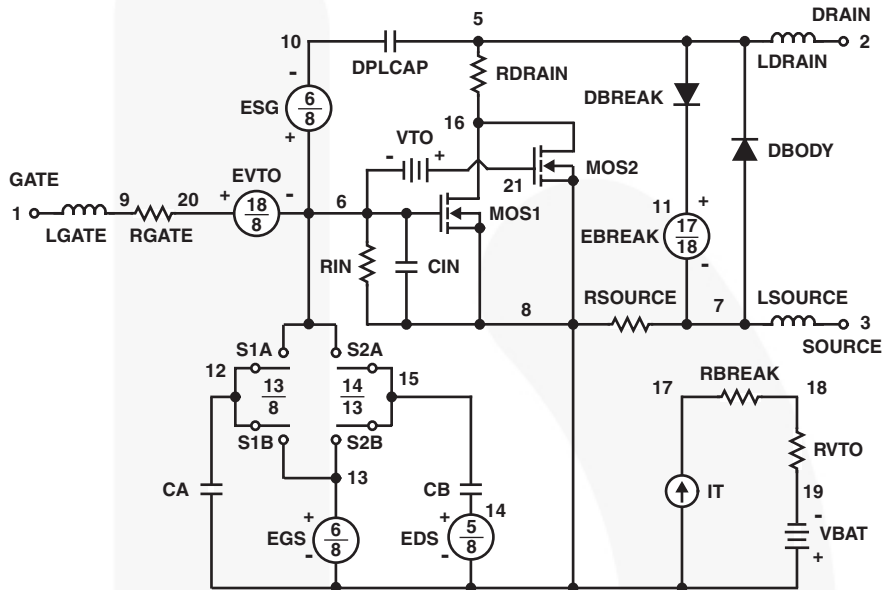 5
DRAIN
10
2
DPLCAP
RDRAIN
LDRAIN
-
DBREAK
ESG
6
8
+
16
VTO
-
+
DBODY
EVTO
MOS2
GATE
9
20
+
18
8
-
6
21
1
MOS1
11
+
LGATE
RGATE
EBREAK
17
18
-
RIN
CIN
8
RSOURCE
7
LSOURCE
3
SOURCE
S1A
S2A
12
13
8
14
13
15
RBREAK
17
18
S1B
S2B
RVTO
13
CA
CB
IT
19
14
-
+
EGS
6
8
-
+
EDS
5
8
-
VBAT
+